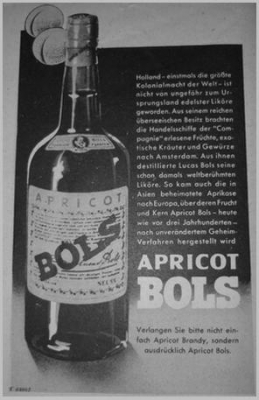 Holland - einstmals die größte
Kolonialmacht der Welt - ist
nicht von ungefähr zum Ur-
sprungsland edelster Liköre
geworden. Aus seinem reichen
überseeischen Besitz brachten
die Handelsschiffe der "Com-
pagnie" erlesene Früchte, exo-
tische Kräuter und Gewürze
nach Amsterdam. Aus ihnen
destillierte Lucas Bols seine
schon damals weltberühmten
Liköre. So kam auch die in
Asien beheimatete Aprikose
nach Europa, über deren Frucht
und Kern Apricot Bols - heute
wie vor drei Jahrhunderten -
nach unverändertem Geheim-
Verfahren hergestellt wird
APRICOT
BOLS
Verlangen Sie bitte nicht ein-
fach Apricot Brandy, sondern
ausdrücklich Apricot Bols.
APRICOT
BOLS